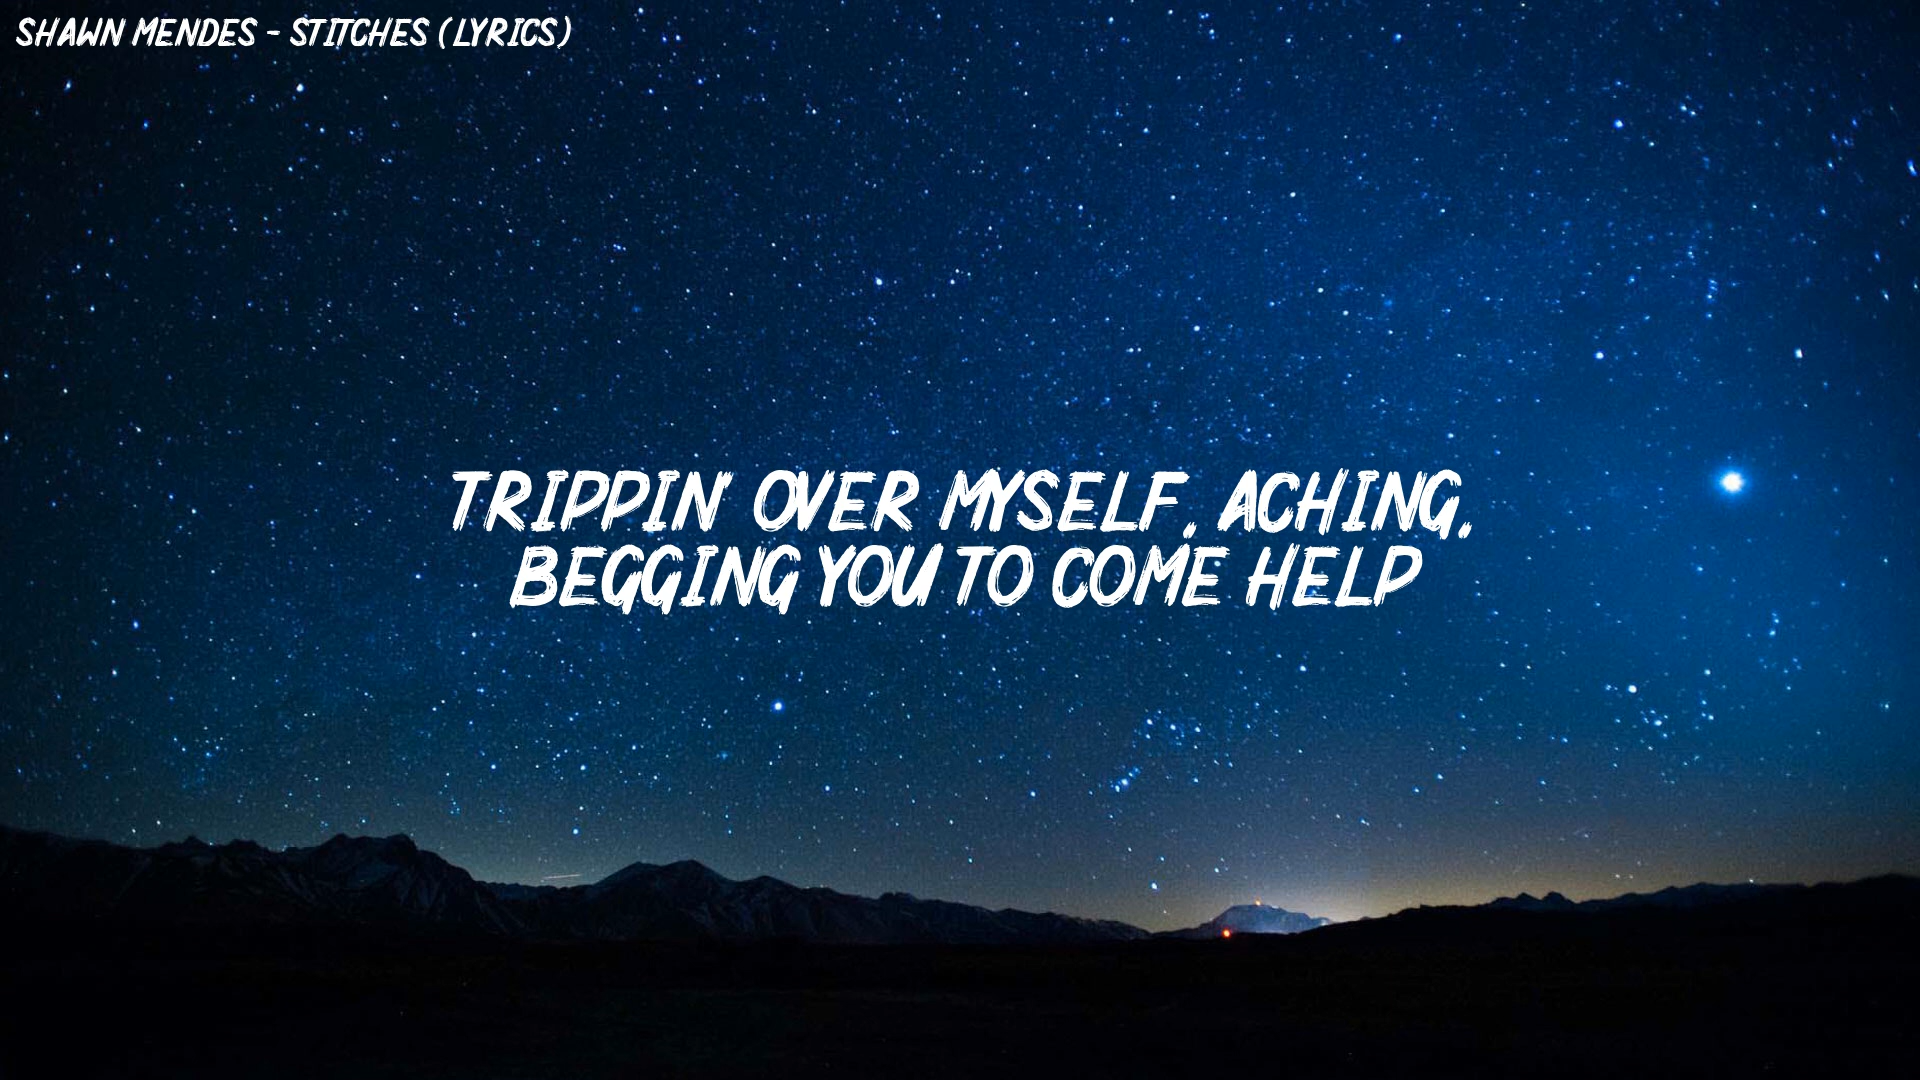 SHAWN MENDES - STITCHES (LYRICS)
TRIPPIN' OVER MYSELF, ACHING,
BEGGING YOU TO COME HELP